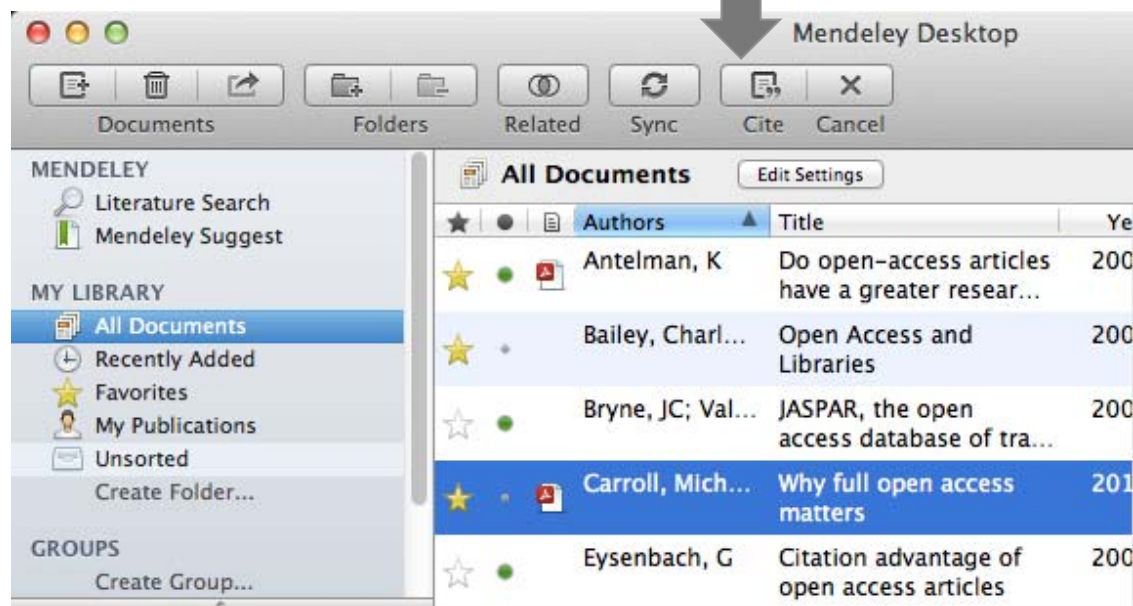 Mendeley Desktop
Documents Folders Related Sync Cite Cancel
MENDELEY
Literature Search
Mendeley Suggest
MY LIBRARY
All Documents
Recently Added
Favorites
My Publications
Unsorted
Create Folder...
GROUPS
Create Group...
All Documents Edit Settings
Authors Title Ye
Antelman, K Do open-access articles 200
have a greater resear...
Bailey, Charl... Open Access and 200
Libraries
Bryne, JC; Val... JASPAR, the open 200
access database of tra...
Carroll, Mich... Why full open access 201
matters
Eysenbach, G Citation advantage of 200
open access articles